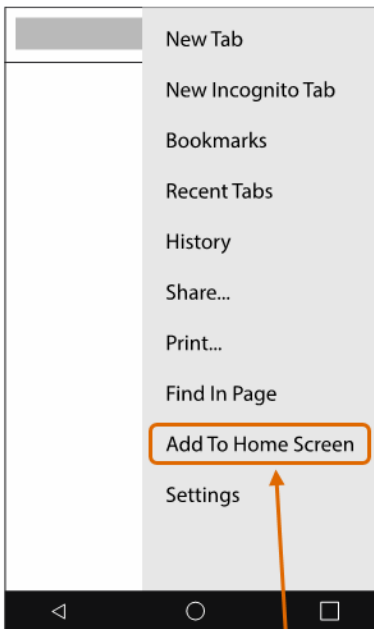 New Tab
New Incognito Tab
Bookmarks
Recent Tabs
History
Share...
Print...
Find In Page
Add To Home Screen
Settings